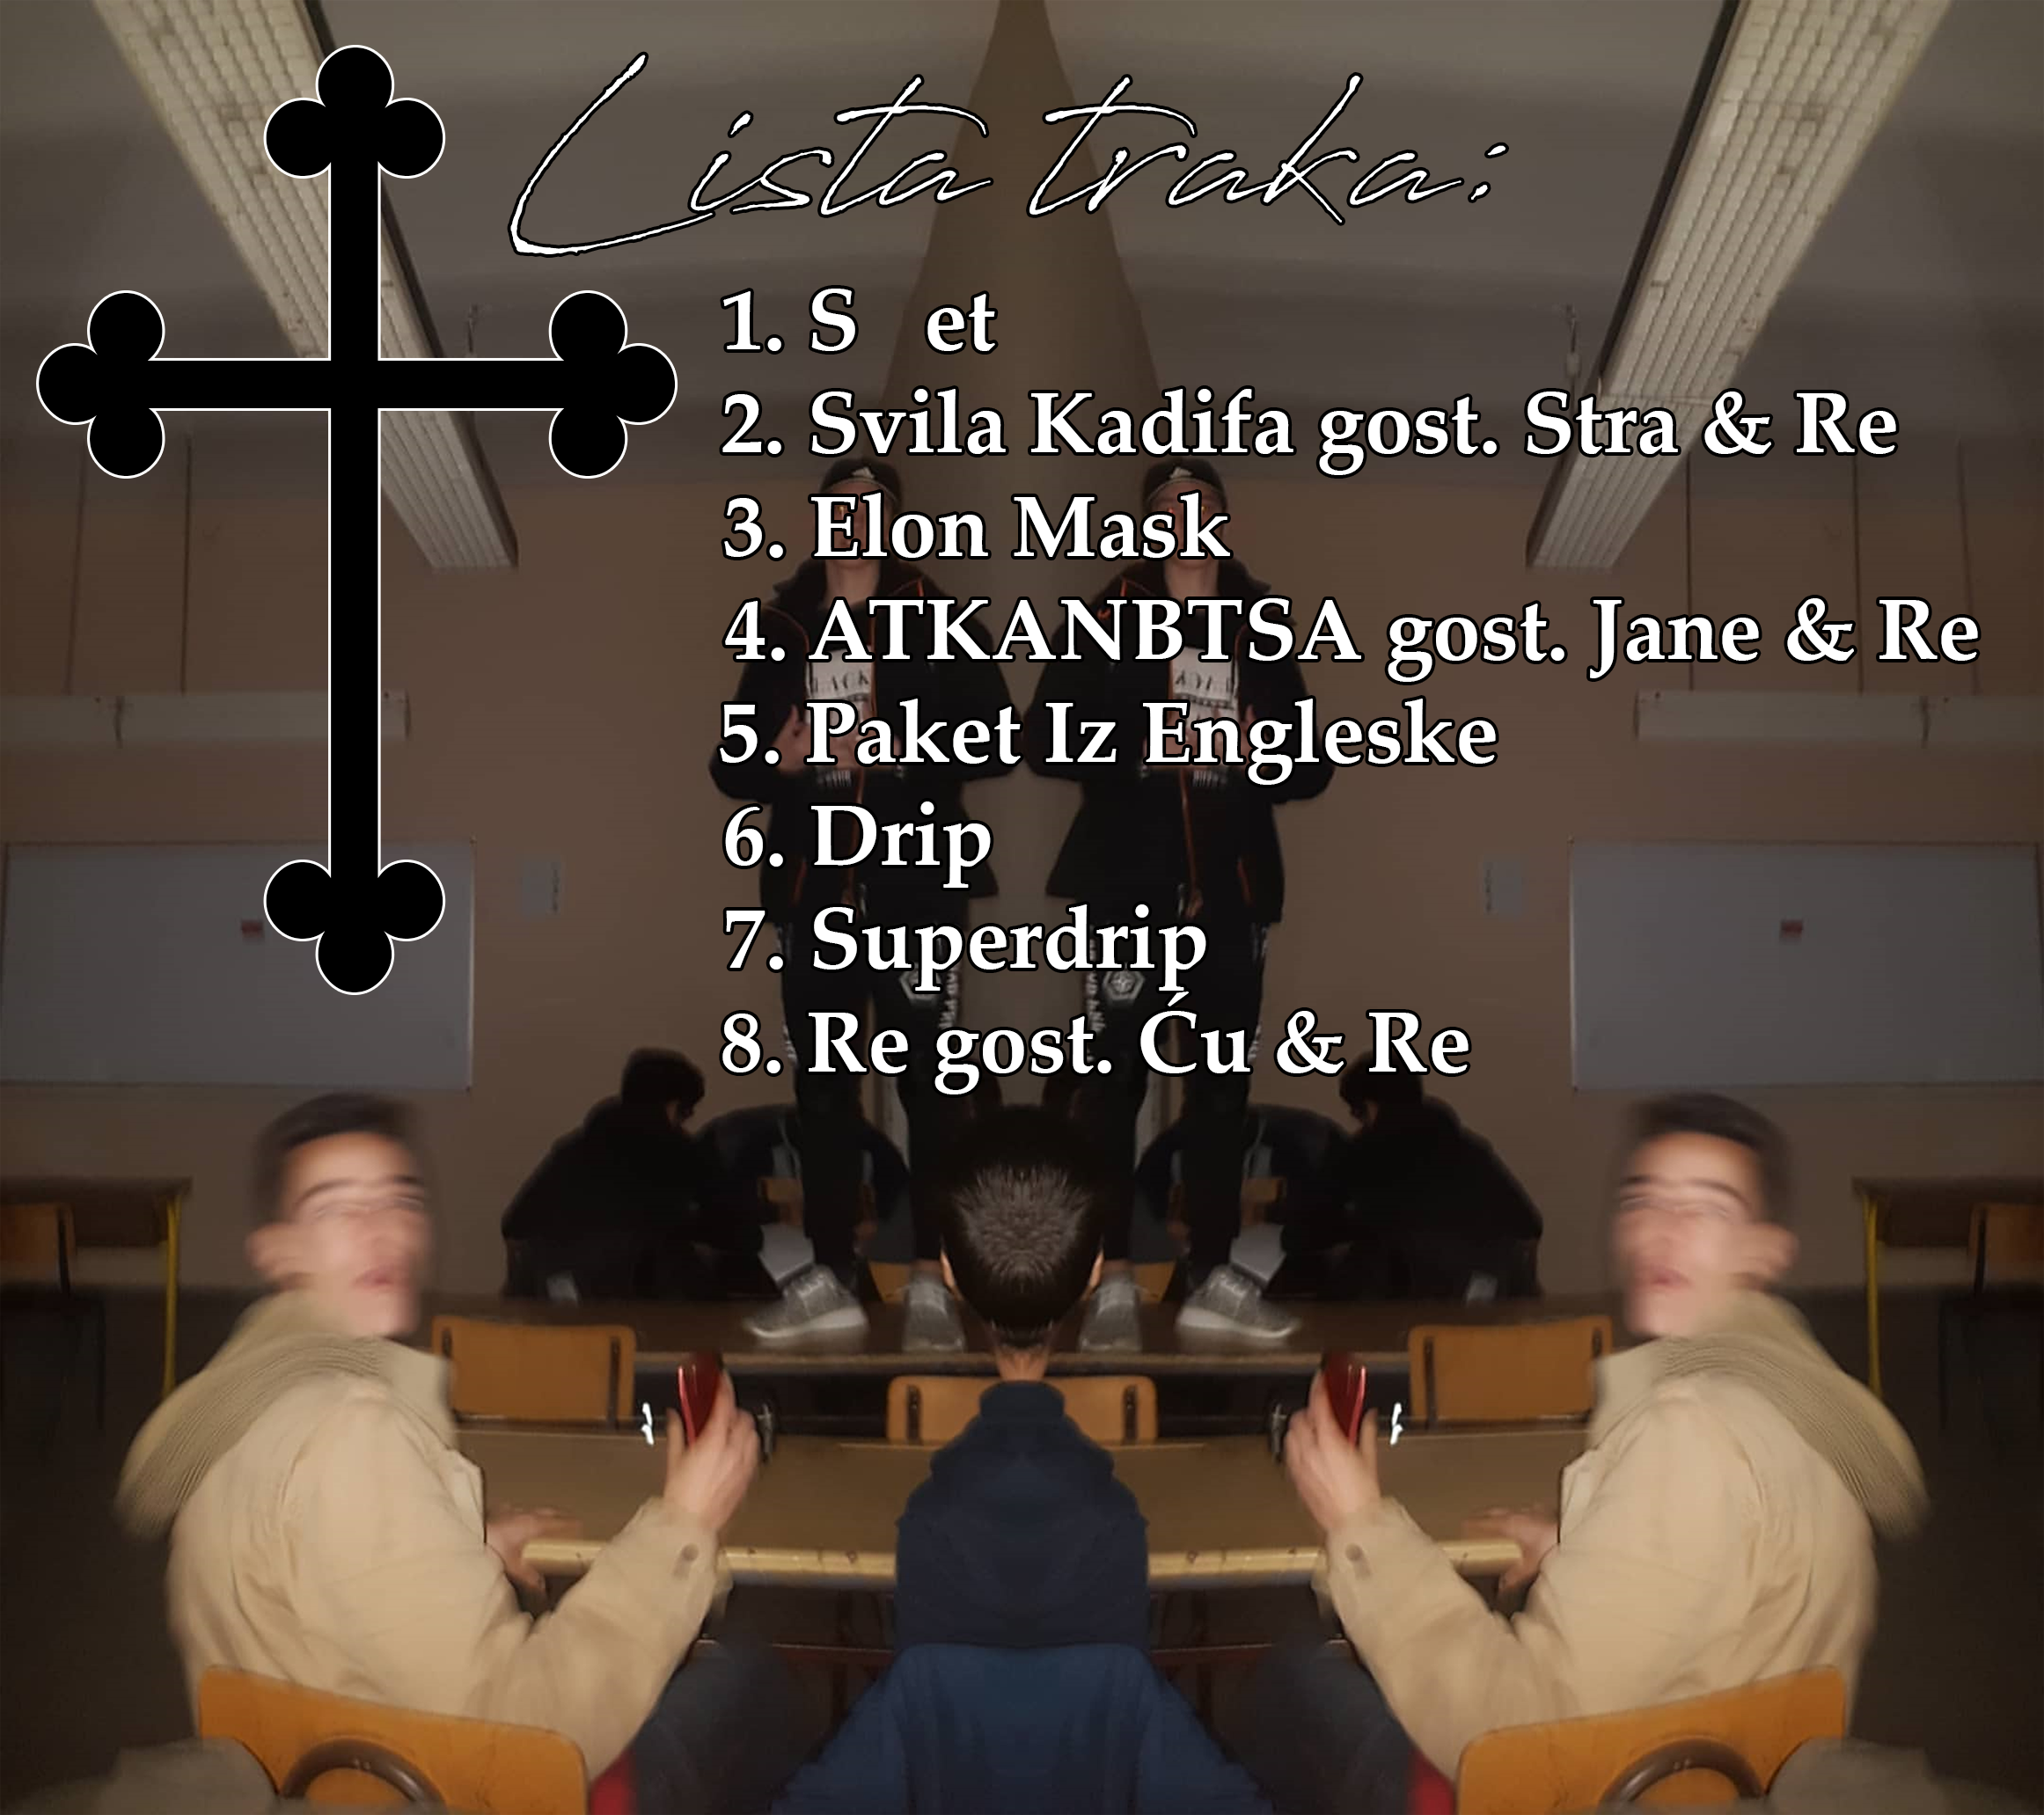 Lista traka:
1. S et
2. Svila Kadifa gost. Stra & Re
3. Elon Mask
4. ATKANBTSA gost. Jane & Re
5. Paket Iz Engleske
6. Drip
7. Superdrip
8. Re gost. Ću & Re